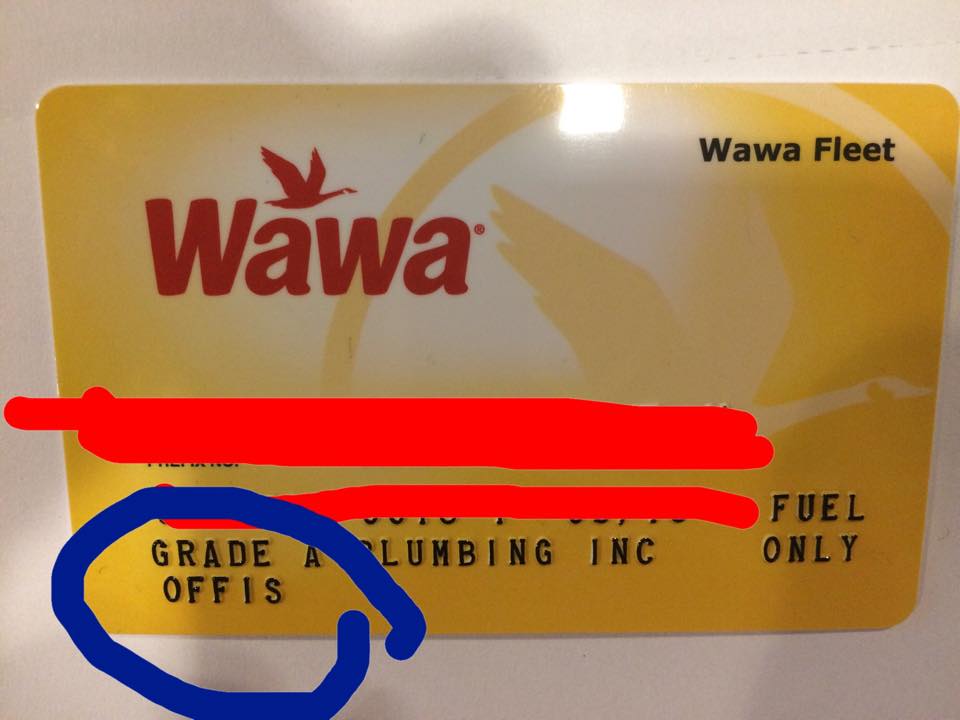 Wawa Fleet
Wawa®
FUEL
GRADE A PLUMBING INC ONLY
OFFIS